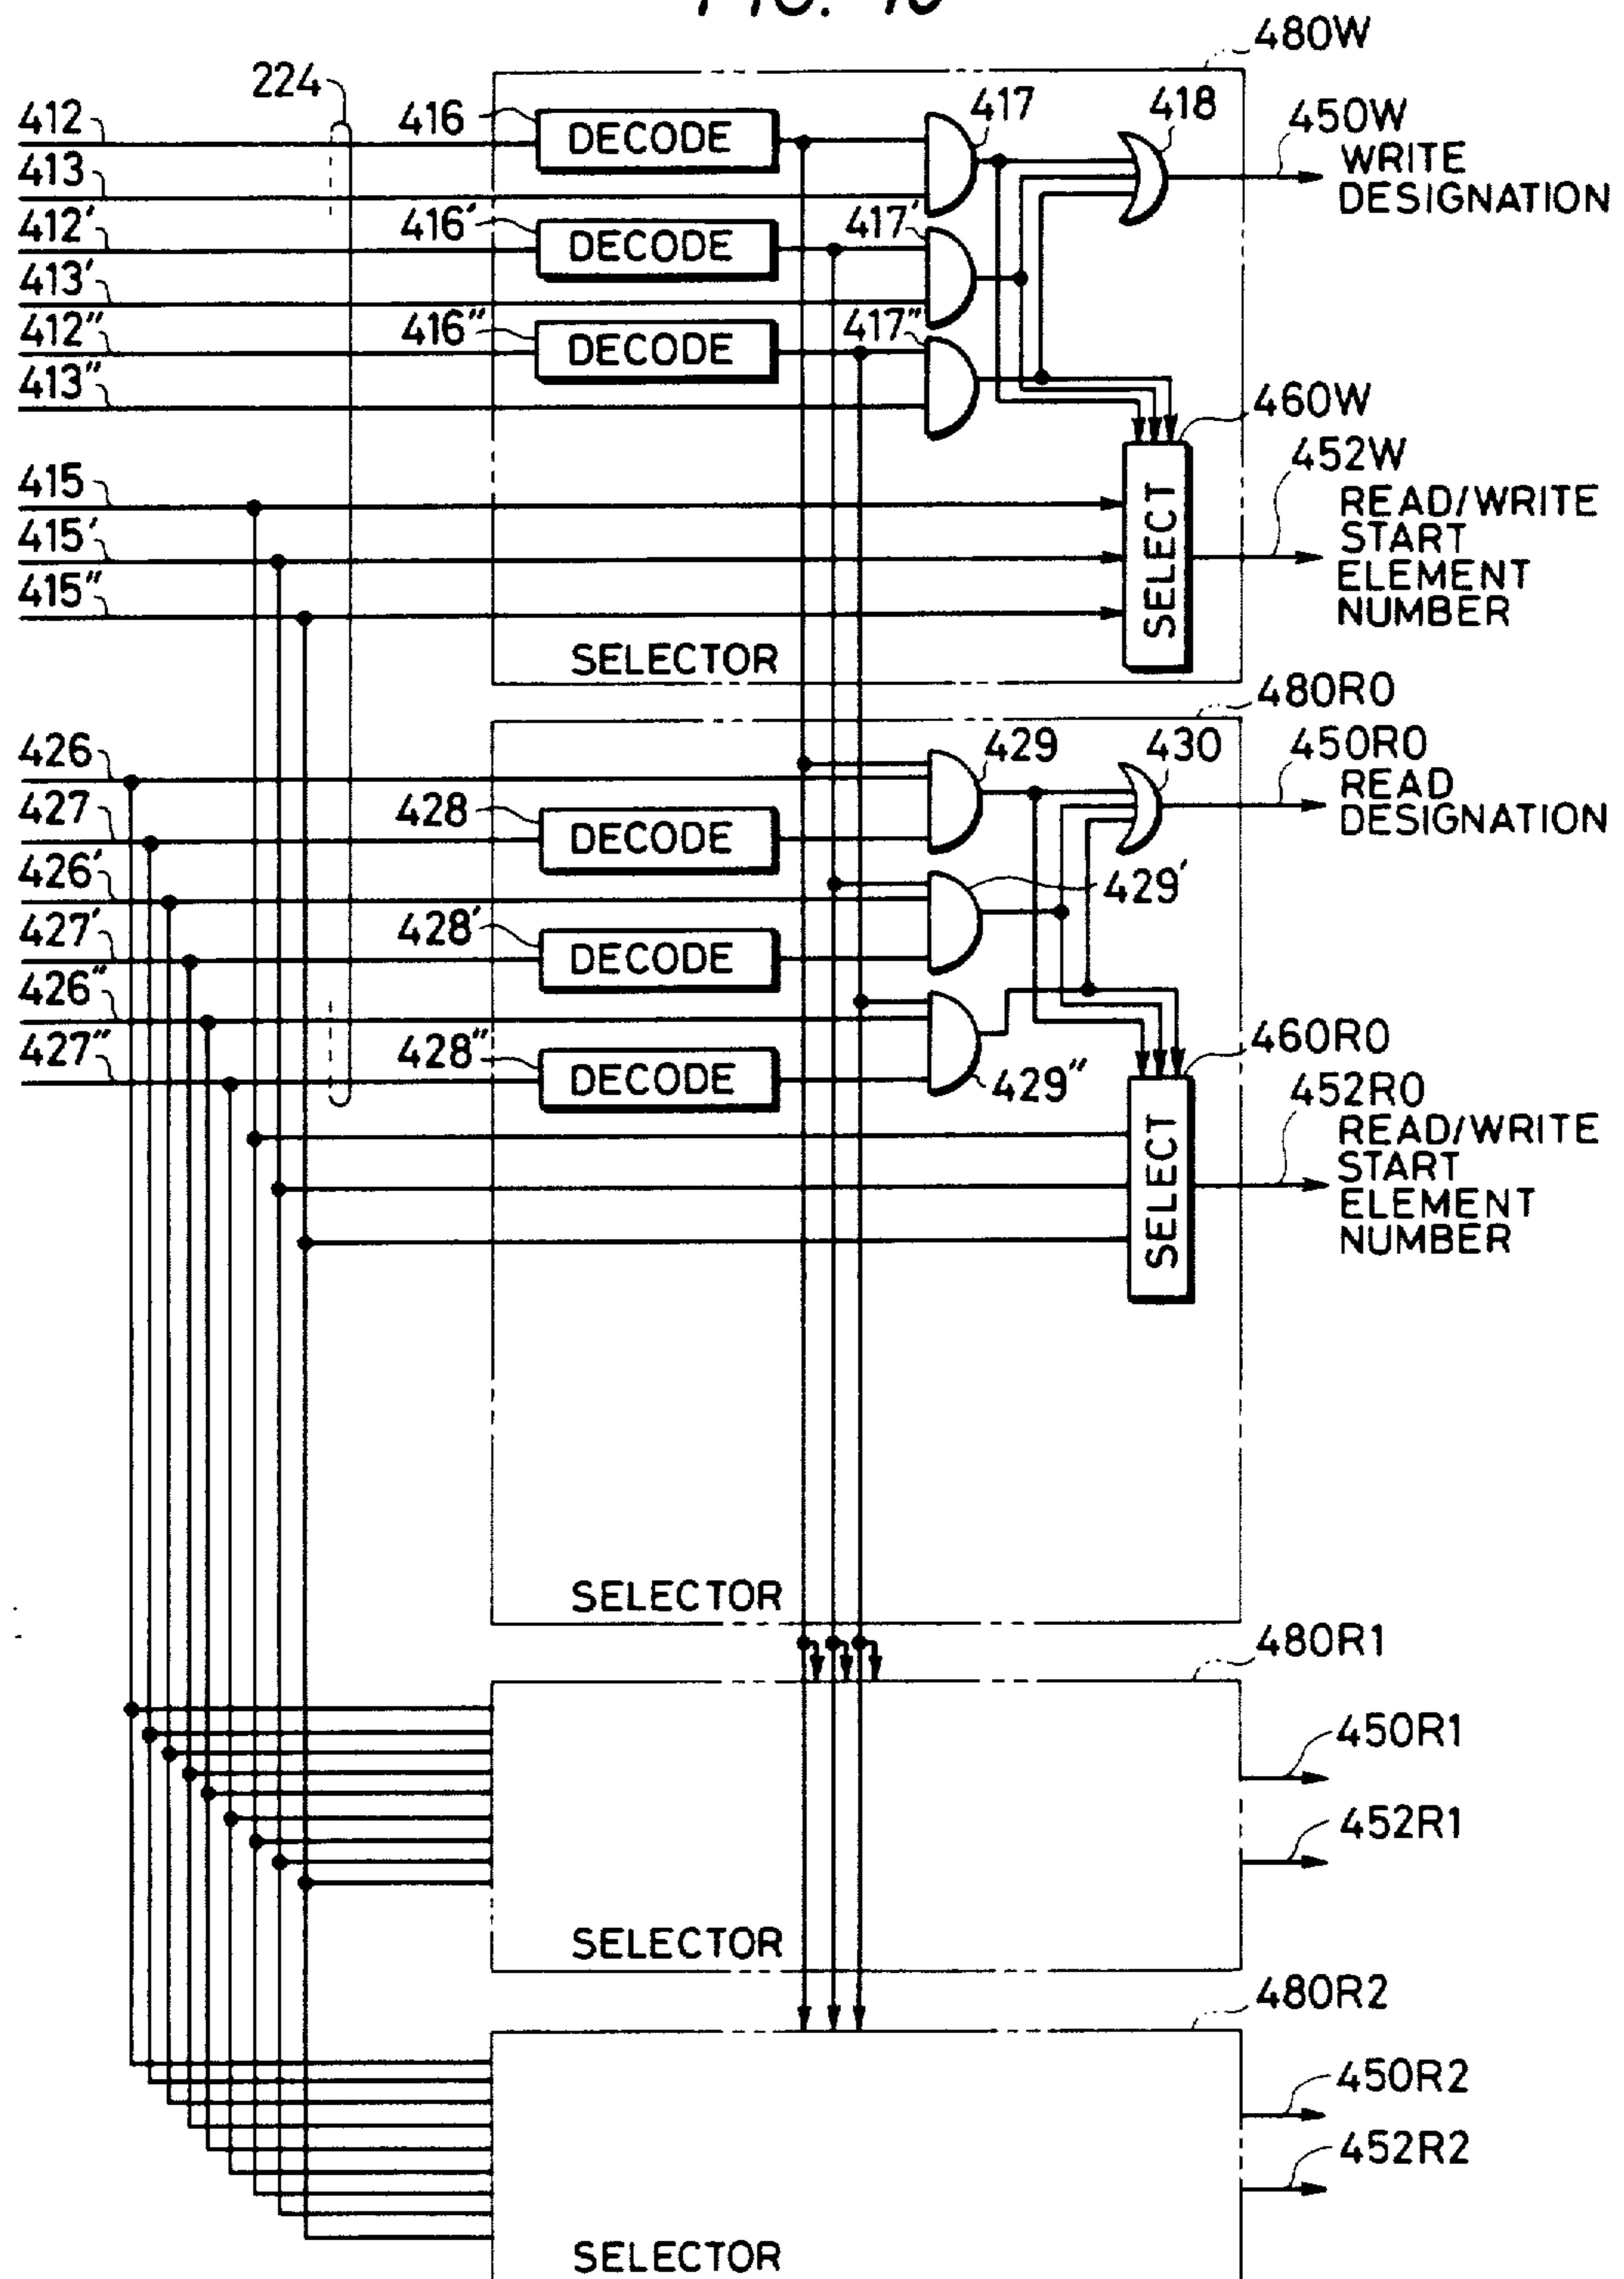 480W
224
412
416
DECODE
417
418
450W
WRITE
DESIGNATION
413
412'
416'
DECODE
417'
413'
412"
416"
DECODE
417"
413"
460W
452W
415
READ/WRITE
START
ELEMENT
NUMBER
415'
415"
SELECT
SELECTOR
480R0
426
429
430
450R0
READ
DESIGNATION
427
428
DECODE
426'
429'
427'
428'
DECODE
426"
427"
428"
DECODE
429"
460R0
452R0
READ/WRITE
START
ELEMENT
NUMBER
SELECT
SELECTOR
480R1
450R1
452R1
SELECTOR
480R2
450R2
452R2
SELECTOR